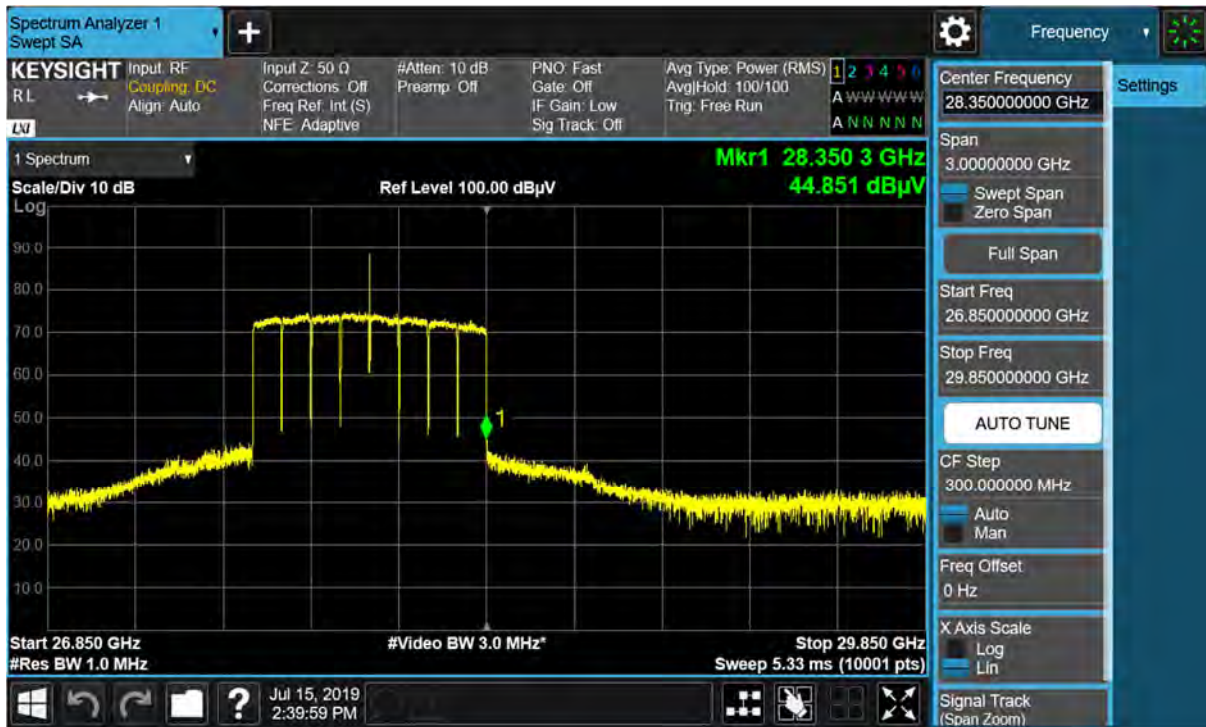 Spectrum Analyzer 1
Swept SA
+
Frequency
KEYSIGHT
RL
LXI
Input: RF
Coupling: DC
Align: Auto
Input Z: 50 Ω
Corrections: Off
Freq Ref: Int (S)
NFE: Adaptive
#Atten: 10 dB
Preamp: Off
PNO: Fast
Gate: Off
IF Gain: Low
Sig Track: Off
Avg Type: Power (RMS)
Avg|Hold: 100/100
Trig: Free Run
1 2 3 4 5 6
A W W W W W
A N N N N N
1 Spectrum
Scale/Div 10 dB
Log
Ref Level 100.00 dBµV
Mkr1 28.350 3 GHz
44.851 dBµV
90.0
80.0
60.0
50.0
1
40.0
30.0
20.0
10.0
Start 26.850 GHz
#Res BW 1.0 MHz
#Video BW 3.0 MHz*
Stop 29.850 GHz
Sweep 5.33 ms (10001 pts)
Center Frequency
28.350000000 GHz
Settings
Span
3.00000000 GHz
Swept Span
Zero Span
Full Span
Start Freq
26.850000000 GHz
Stop Freq
29.850000000 GHz
AUTO TUNE
CF Step
300.000000 MHz
Auto
Man
Freq Offset
0 Hz
X Axis Scale
Log
Lin
Signal Track
(Span Zoom)
?
Jul 15, 2019
2:39:59 PM